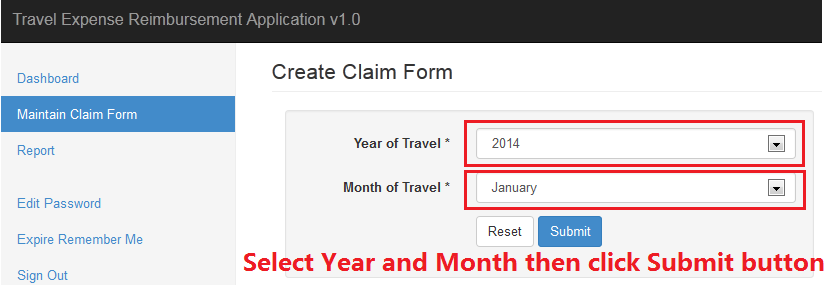 Travel Expense Reimbursement Application v1.0
Dashboard
Maintain Claim Form
Report
Edit Password
Expire Remember Me
Sign Out
Create Claim Form
Year of Travel * 2014
Month of Travel * January
Reset Submit
Select Year and Month then click Submit button